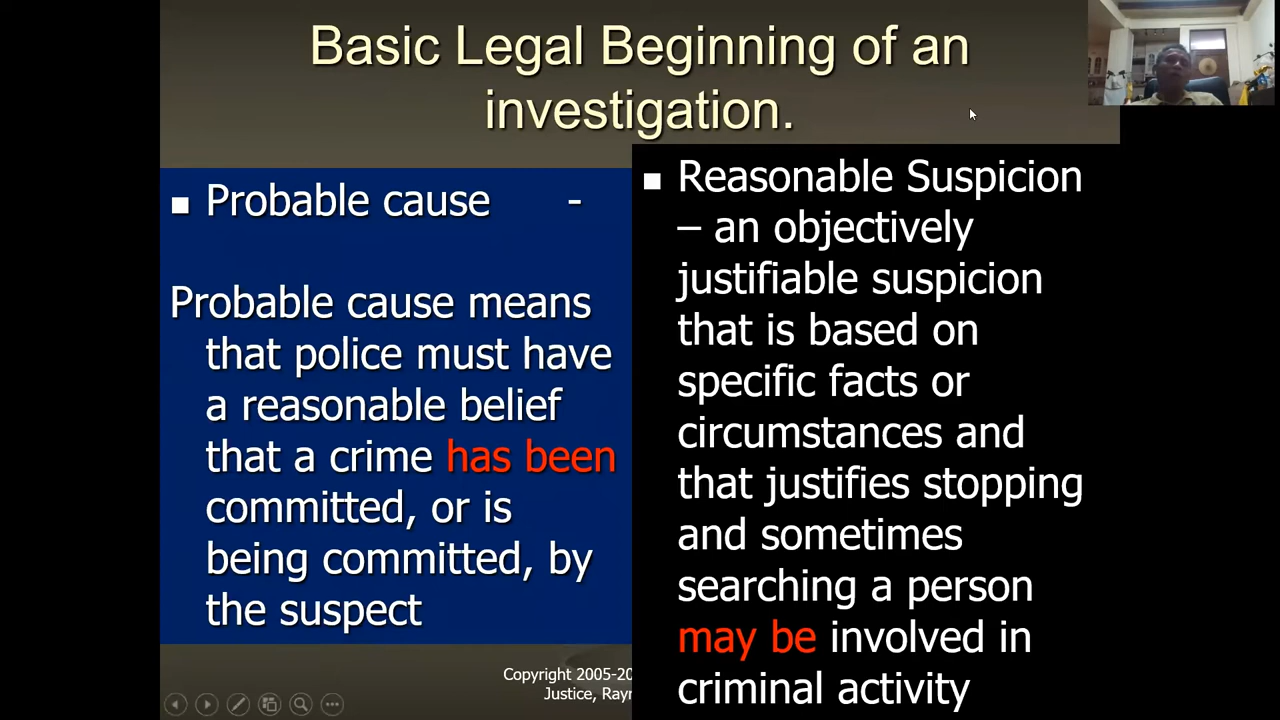 Basic Legal Beginning of an
investigation.
■ Probable cause -
Probable cause means
that police must have
a reasonable belief
that a crime has been
committed, or is
being committed, by
the suspect
■ Reasonable Suspicion
– an objectively
justifiable suspicion
that is based on
specific facts or
circumstances and
that justifies stopping
and sometimes
searching a person
may be involved in
criminal activity
Copyright 2005-20
Justice, Rayn